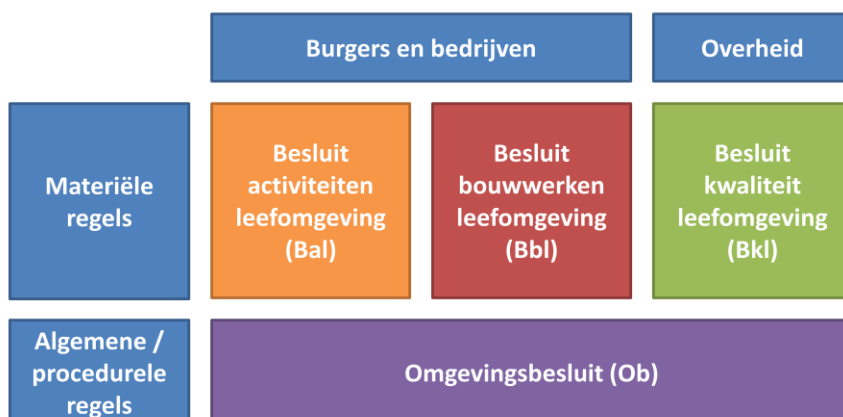 Burgers en bedrijven
Overheid
Materiële
regels
Besluit
activiteiten
leefomgeving
(Bal)
Besluit
bouwwerken
leefomgeving
(Bbl)
Besluit
kwaliteit
leefomgeving
(Bkl)
Algemene /
procedurele
regels
Omgevingsbesluit (Ob)